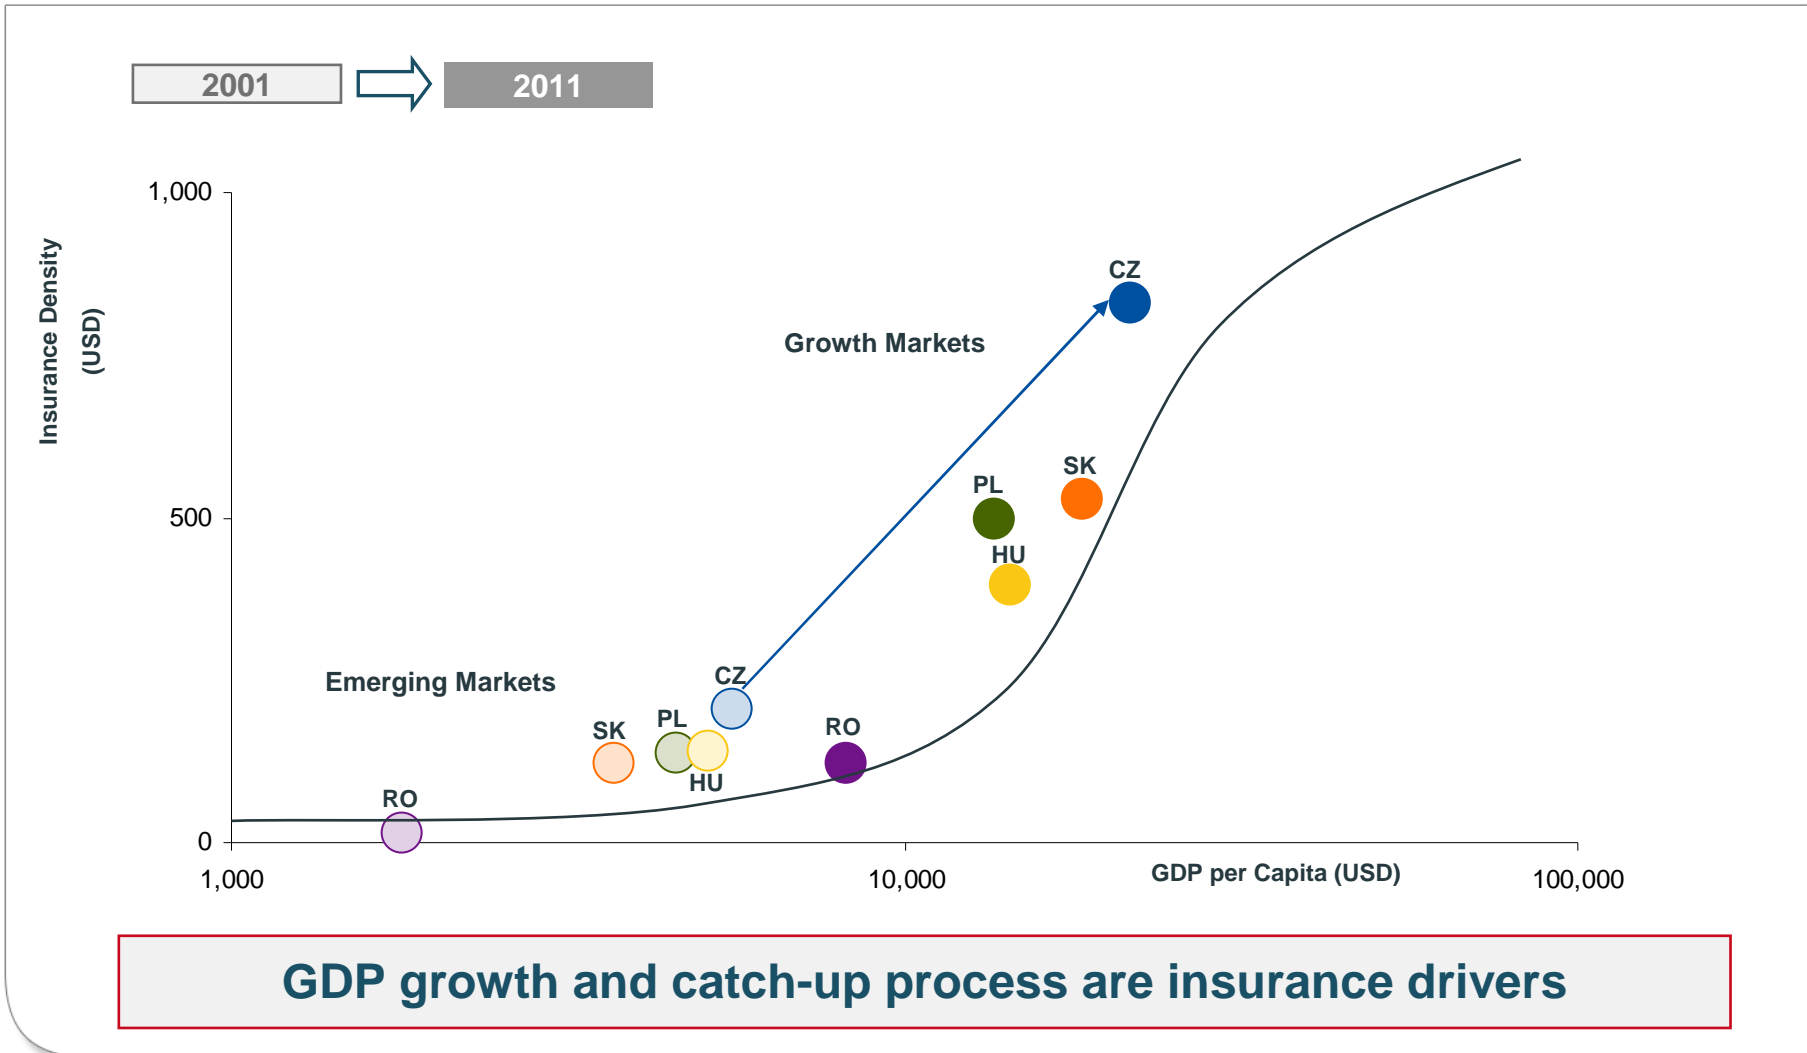 2001
2011
1,000
Insurance Density
(USD)
CZ
Growth Markets
SK
PL
500
HU
CZ
Emerging Markets
PL
RO
SK
HU
RO
0
1,000
10,000
GDP per Capita (USD)
100,000
GDP growth and catch-up process are insurance drivers